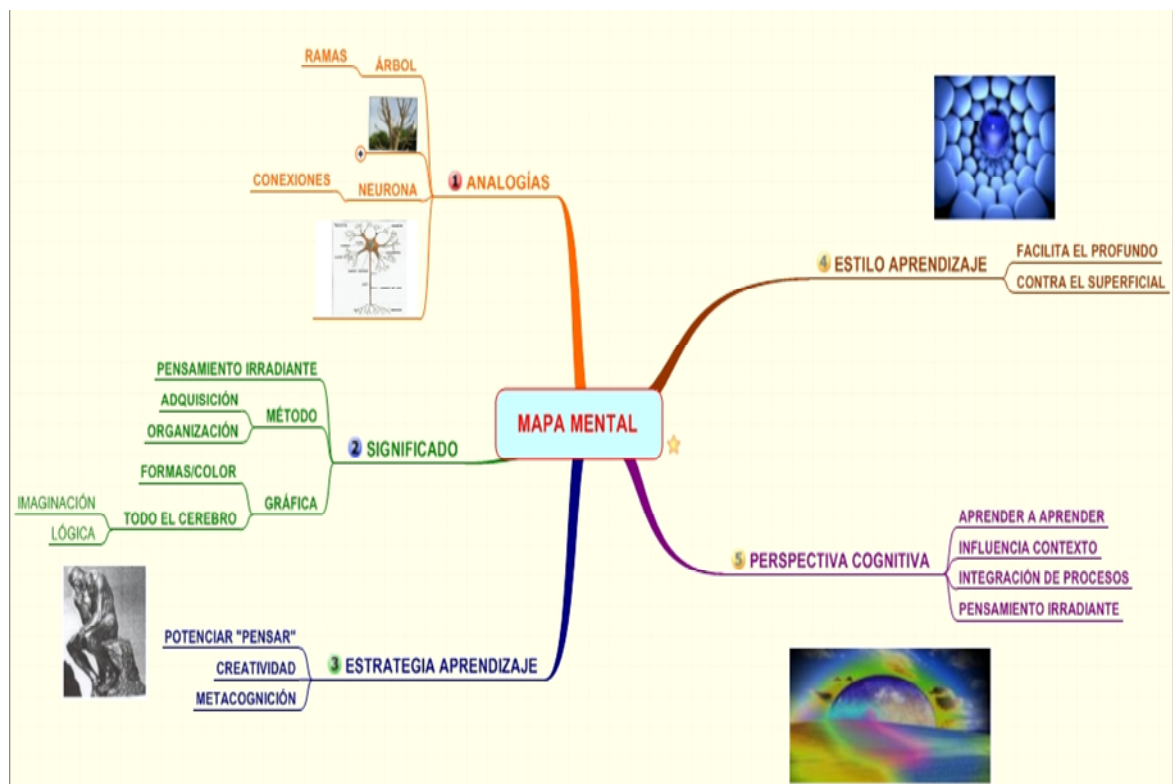 MAPA MENTAL
1 ANALOGÍAS
ÁRBOL
RAMAS
NEURONA
CONEXIONES
2 SIGNIFICADO
PENSAMIENTO IRRADIANTE
MÉTODO
ADQUISICIÓN
ORGANIZACIÓN
GRÁFICA
FORMAS/COLOR
TODO EL CEREBRO
IMAGINACIÓN
LÓGICA
3 ESTRATEGIA APRENDIZAJE
POTENCIAR "PENSAR"
CREATIVIDAD
METACOGNICIÓN
4 ESTILO APRENDIZAJE
FACILITA EL PROFUNDO
CONTRA EL SUPERFICIAL
5 PERSPECTIVA COGNITIVA
APRENDER A APRENDER
INFLUENCIA CONTEXTO
INTEGRACIÓN DE PROCESOS
PENSAMIENTO IRRADIANTE